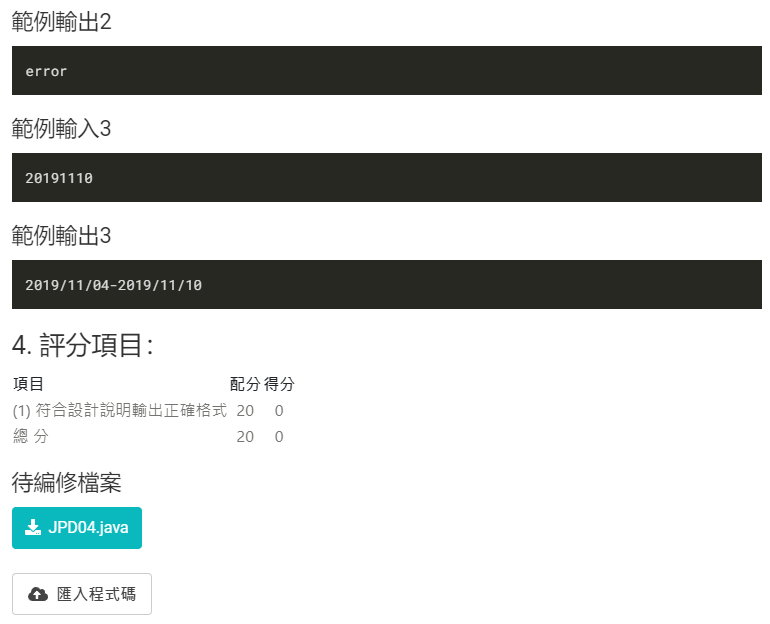 範例輸出2
error
範例輸入3
20191110
範例輸出3
2019/11/04-2019/11/10
4. 評分項目：
項目 配分 得分
(1) 符合設計說明輸出正確格式 20 0
總 分 20 0
待編修檔案
JPD04.java
匯入程式碼